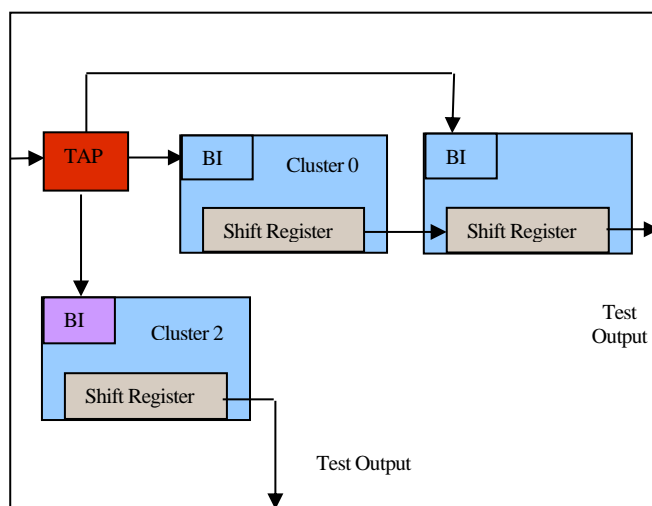 TAP
BI
Cluster 0
BI
Shift Register
Shift Register
BI
Cluster 2
Test
Output
Shift Register
Test Output